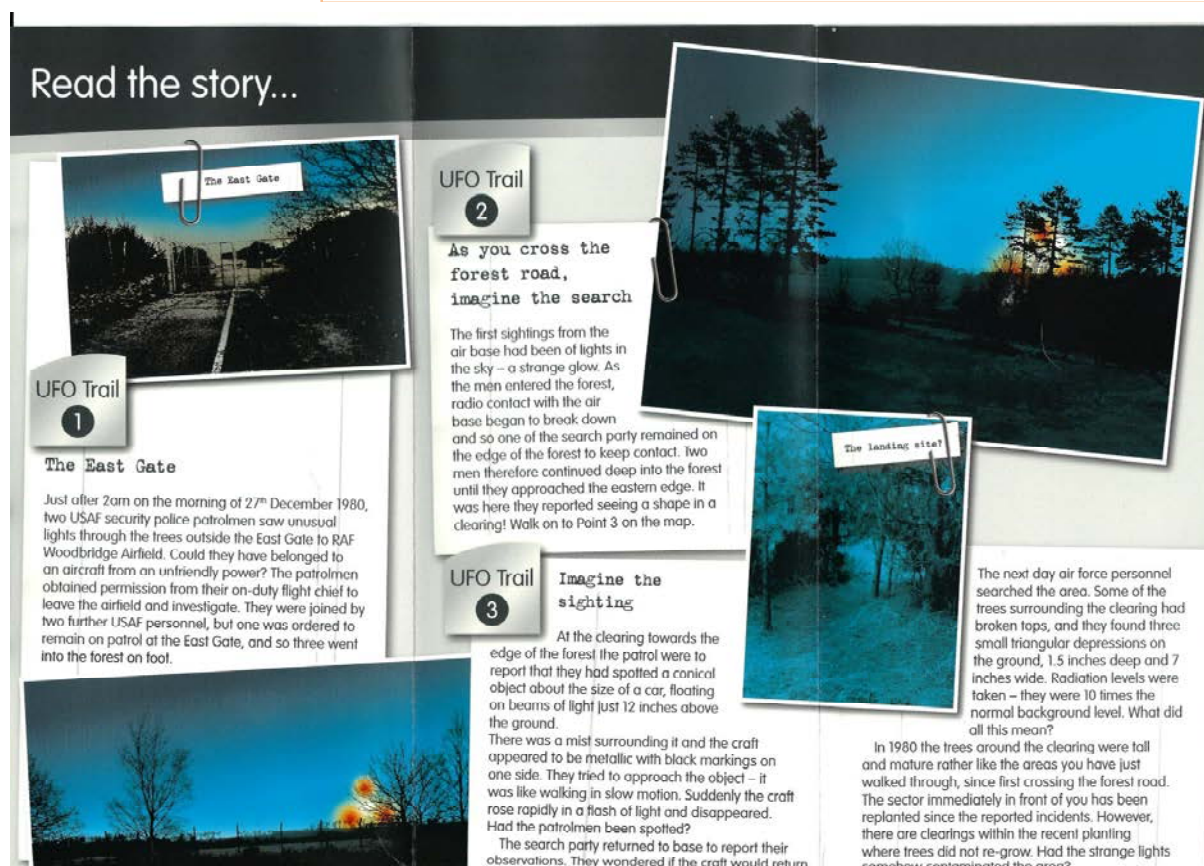 Read the story...
The East Gate
UFO Trail
1
The East Gate
Just after 2am on the morning of 27th December 1980,
two USAF security police patrolmen saw unusual
lights through the trees outside the East Gate to RAF
Woodbridge Airfield. Could they have belonged to
an aircraft from an unfriendly power? The patrolmen
obtained permission from their on-duty flight chief to
leave the airfield and investigate. They were joined by
two further USAF personnel, but one was ordered to
remain on patrol at the East Gate, and so three went
into the forest on foot.
UFO Trail
2
As you cross the
forest road,
imagine the search
The first sightings from the
air base had been of lights in
the sky – a strange glow. As
the men entered the forest,
radio contact with the air
base began to break down
and so one of the search party remained on
the edge of the forest to keep contact. Two
men therefore continued deep into the forest
until they approached the eastern edge. It
was here they reported seeing a shape in a
clearing! Walk on to Point 3 on the map.
UFO Trail
3
Imagine the
sighting
At the clearing towards the
edge of the forest the patrol were to
report that they had spotted a conical
object about the size of a car, floating
on beams of light just 12 inches above
the ground.
There was a mist surrounding it and the craft
appeared to be metallic with black markings on
one side. They tried to approach the object – it
was like walking in slow motion. Suddenly the craft
rose rapidly in a flash of light and disappeared.
Had the patrolmen been spotted?
The search party returned to base to report their
observations. They wondered if the craft would return
The landing site?
The next day air force personnel
searched the area. Some of the
trees surrounding the clearing had
broken tops, and they found three
small triangular depressions on
the ground, 1.5 inches deep and 7
inches wide. Radiation levels were
taken – they were 10 times the
normal background level. What did
all this mean?
In 1980 the trees around the clearing were tall
and mature rather like the areas you have just
walked through, since first crossing the forest road.
The sector immediately in front of you has been
replanted since the reported incidents. However,
there are clearings within the recent planting
where trees did not re-grow. Had the strange lights
somehow contaminated the area?